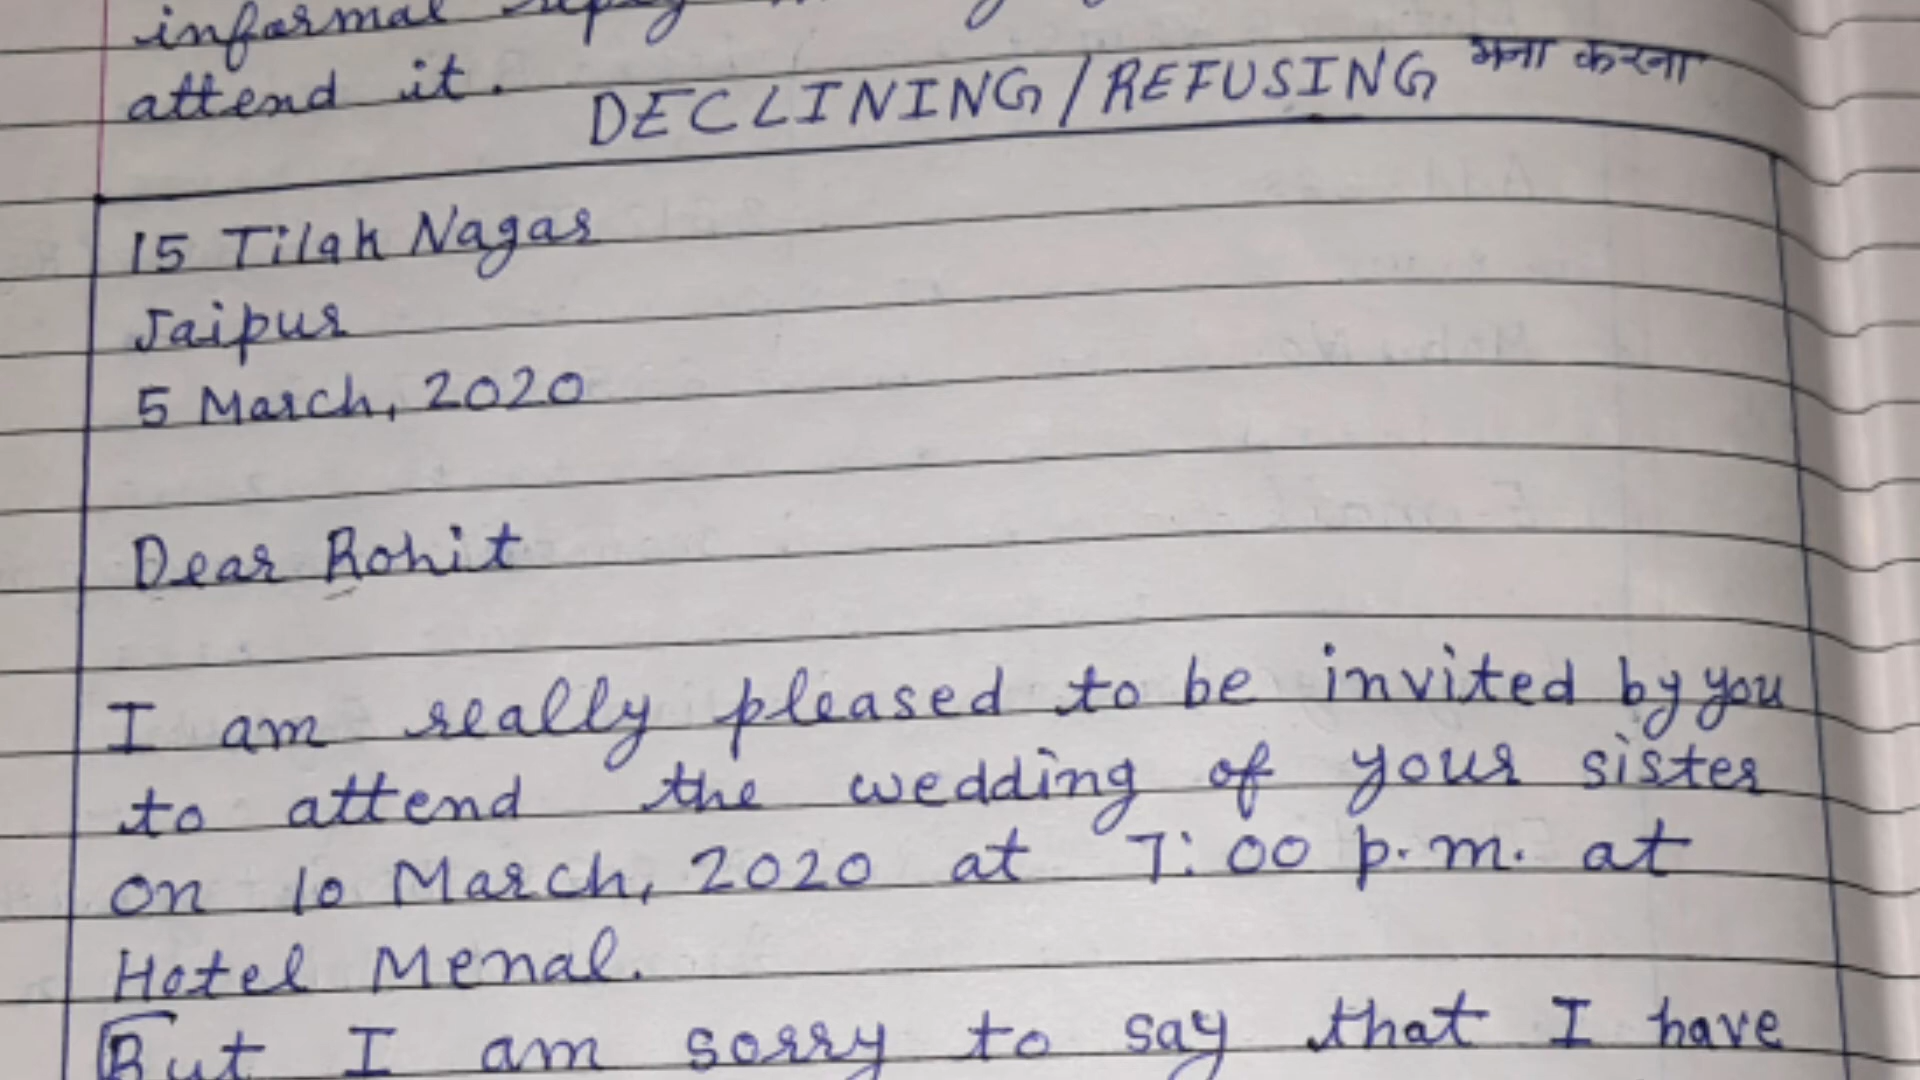 informal reply
attend it.
DECLINING/REFUSING मना करना
15 Tilak Nagar
Jaipur
5 March, 2020
Dear Rohit
I am really pleased to be invited by you
to attend the wedding of your sister
on 10 March, 2020 at 7:00 p.m. at
Hotel Menal.
But I am sorry to say that I have